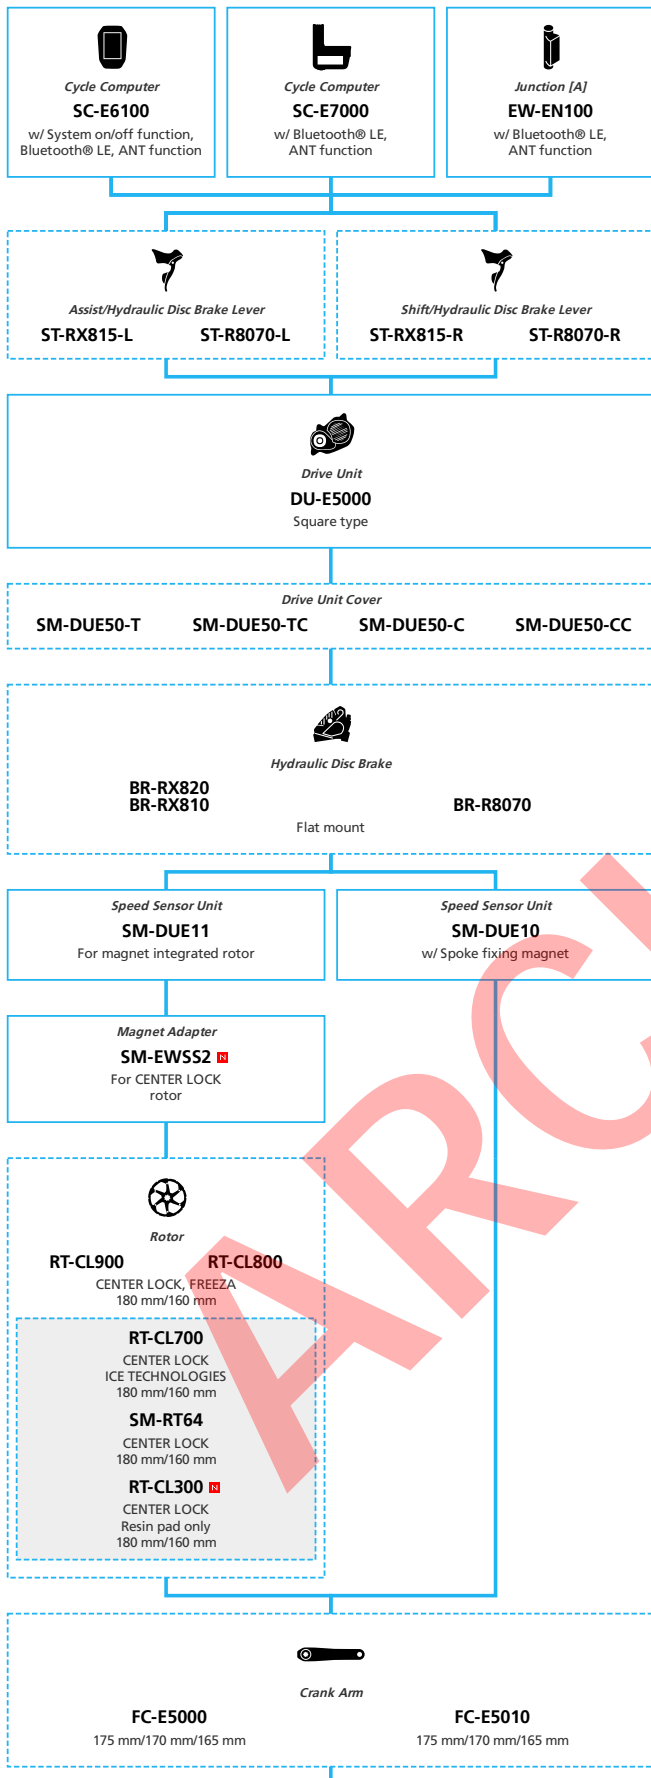 Cycle Computer
SC-E6100
w/ System on/off function,
Bluetooth® LE, ANT function
Cycle Computer
SC-E7000
w/ Bluetooth® LE,
ANT function
Junction [A]
EW-EN100
w/ Bluetooth® LE,
ANT function
Assist/Hydraulic Disc Brake Lever
ST-RX815-L ST-R8070-L
Shift/Hydraulic Disc Brake Lever
ST-RX815-R ST-R8070-R
Drive Unit
DU-E5000
Square type
Drive Unit Cover
SM-DUE50-T SM-DUE50-TC SM-DUE50-C SM-DUE50-CC
Hydraulic Disc Brake
BR-RX820
BR-RX810 BR-R8070
Flat mount
Speed Sensor Unit
SM-DUE11
For magnet integrated rotor
Speed Sensor Unit
SM-DUE10
w/ Spoke fixing magnet
Magnet Adapter
SM-EWSS2 N
For CENTER LOCK
rotor
Rotor
RT-CL900 RT-CL800
CENTER LOCK, FREEZA
180 mm/160 mm
RT-CL700
CENTER LOCK
ICE TECHNOLOGIES
180 mm/160 mm
SM-RT64
CENTER LOCK
180 mm/160 mm
RT-CL300 N
CENTER LOCK
Resin pad only
180 mm/160 mm
Crank Arm
FC-E5000
175 mm/170 mm/165 mm
FC-E5010
175 mm/170 mm/165 mm